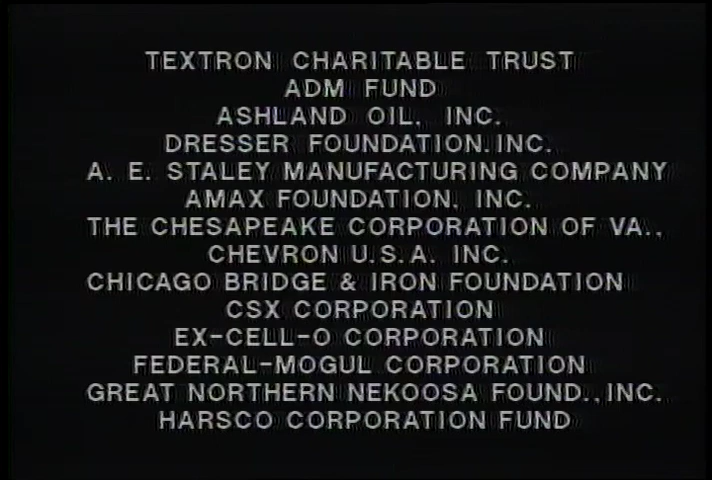 TEXTRON CHARITABLE TRUST
ADM FUND
ASHLAND OIL, INC.
DRESSER FOUNDATION.INC.
A. E. STALEY MANUFACTURING COMPANY
AMAX FOUNDATION, INC.
THE CHESAPEAKE CORPORATION OF VA.,
CHEVRON U.S.A. INC.
CHICAGO BRIDGE & IRON FOUNDATION
CSX CORPORATION
EX-CELL-O CORPORATION
FEDERAL-MOGUL CORPORATION
GREAT NORTHERN NEKOOSA FOUND.,INC.
HARSCO CORPORATION FUND